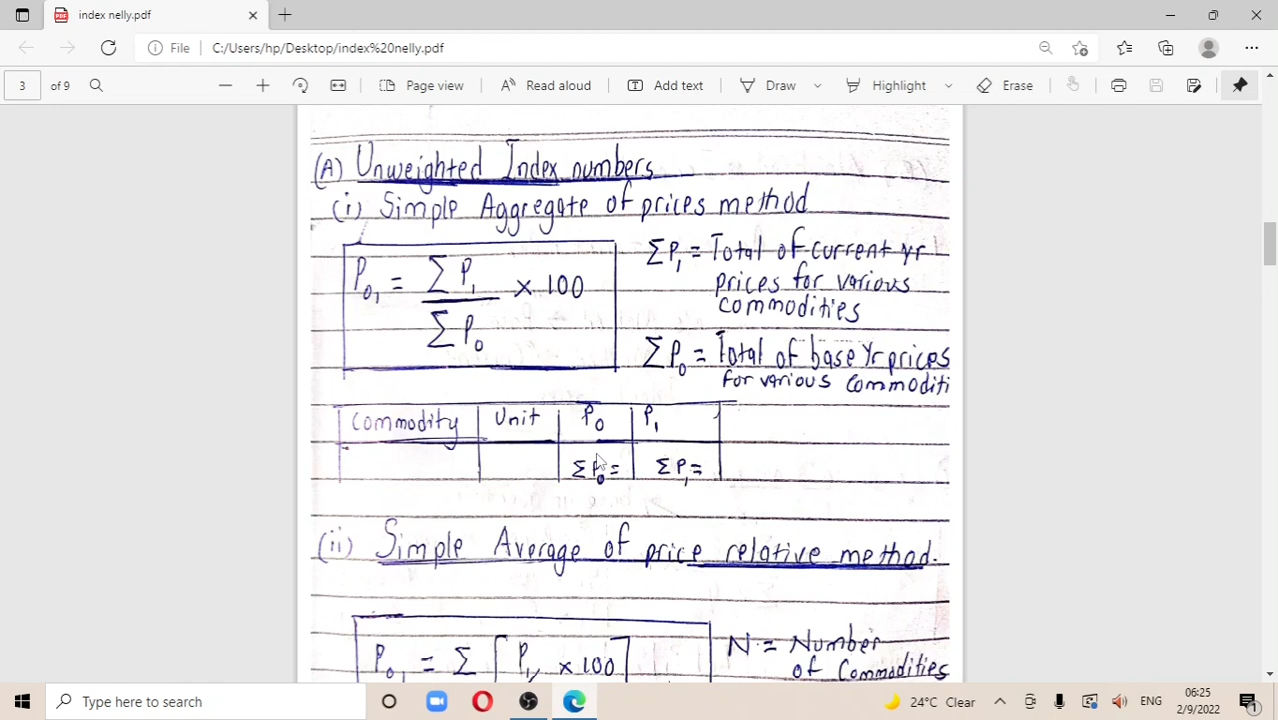 index nelly.pdf
File C:/Users/hp/Desktop/index%20nelly.pdf
3 of 9 Page view Read aloud Add text Draw Highlight Erase
(A) Unweighted Index numbers
(i) Simple Aggregate of prices method
P₀₁ = ΣP₁ / ΣP₀ × 100
ΣP₁ = Total of current yr
prices for various
commodities
ΣP₀ = Total of base Yr prices
for various Commoditi
Commodity Unit P₀ P₁
ΣP₀= ΣP₁=
(ii) Simple Average of price relative method.
P₀₁ = Σ [ P₁/ ×100 ]
N = Number
of Commodities
Type here to search
24°C Clear ENG 06:25
2/9/2022